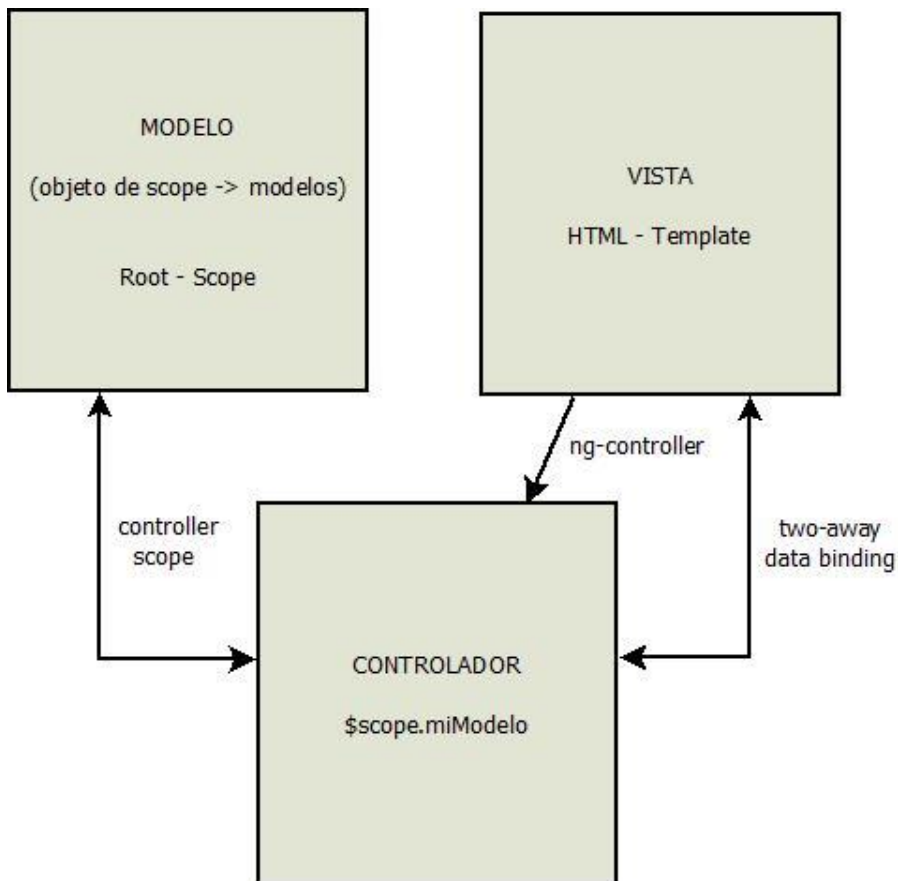 MODELO
(objeto de scope -> modelos)
Root - Scope
VISTA
HTML - Template
ng-controller
controller
scope
two-away
data binding
CONTROLADOR
$scope.miModelo